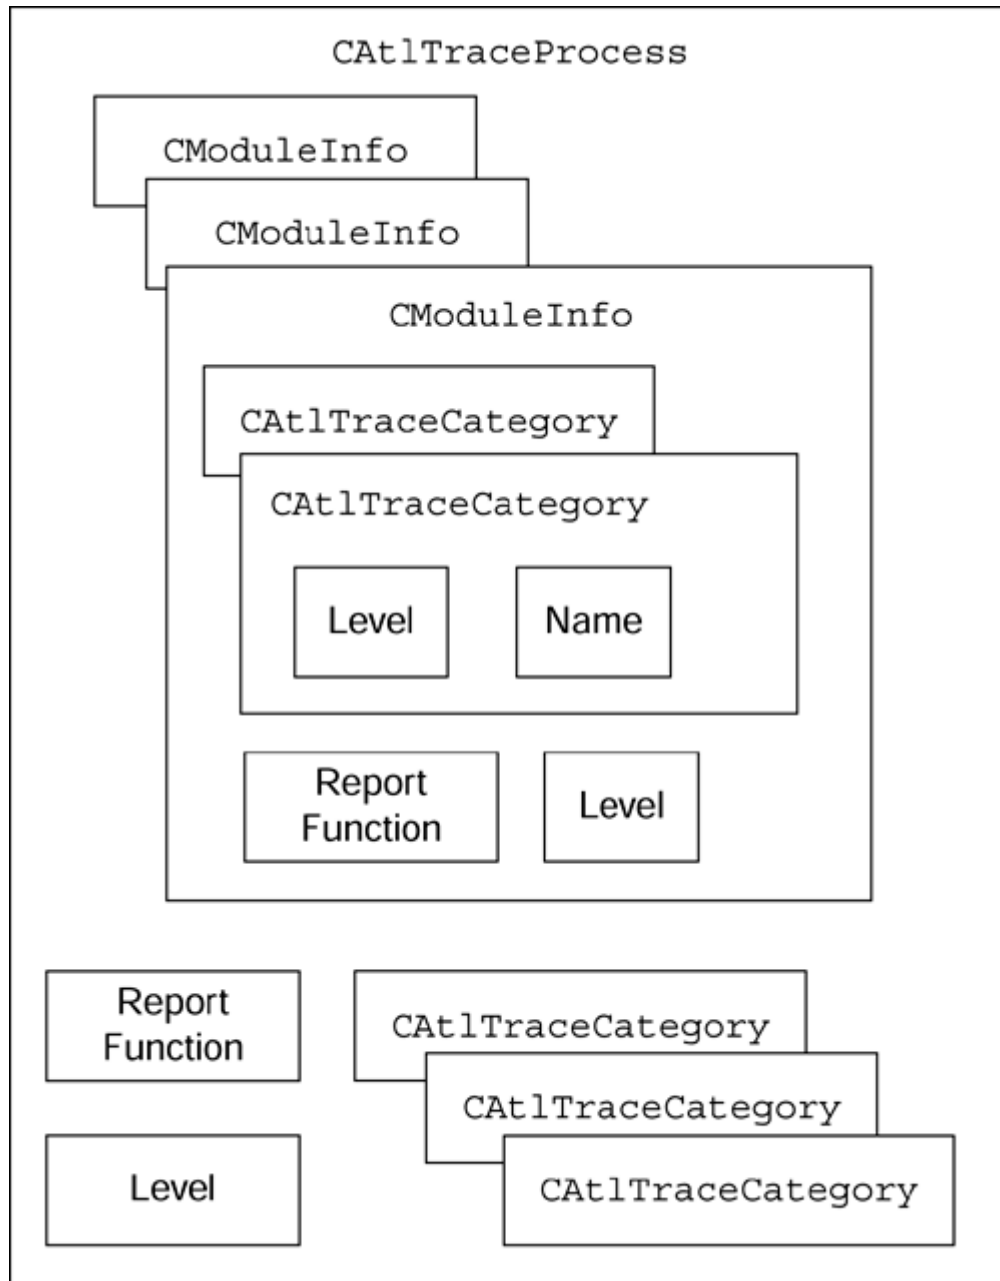 CAtlTraceProcess
CModuleInfo
CModuleInfo
CModuleInfo
CAtlTraceCategory
CAtlTraceCategory
Level
Name
Report
Function
Level
Report
Function
Level
CAtlTraceCategory
CAtlTraceCategory
CAtlTraceCategory